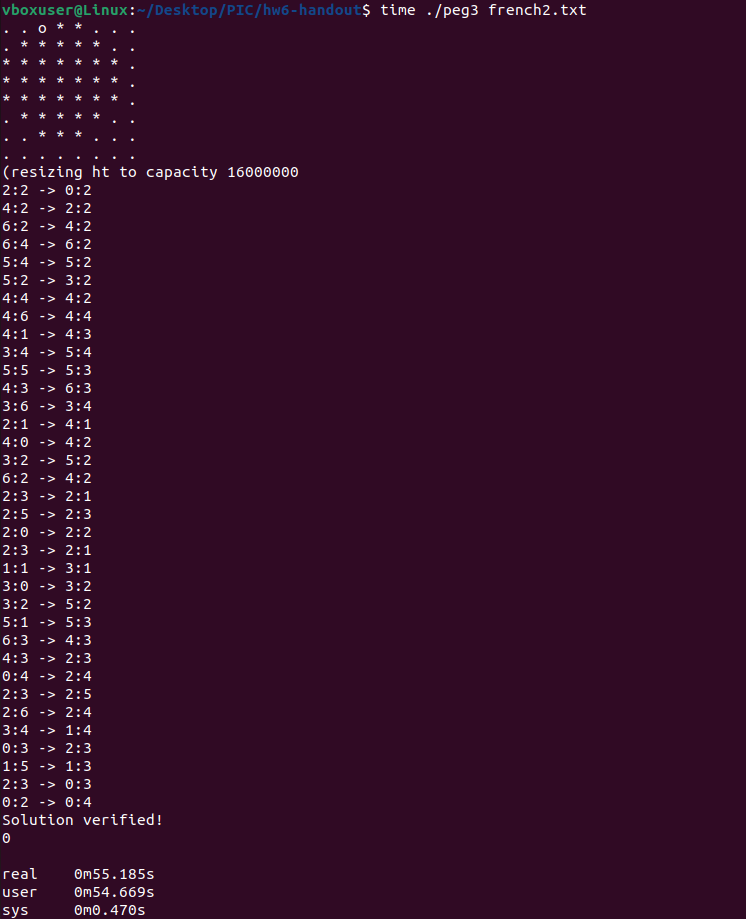 vboxuser@Linux:~/Desktop/PIC/hw6-handout$ time ./peg3 french2.txt
. . o * * . . .
. * * * * * . .
* * * * * * * .
* * * * * * * .
* * * * * * * .
. * * * * * . .
. . * * * . . .
. . . . . . . .
(resizing ht to capacity 16000000
2:2 -> 0:2
4:2 -> 2:2
6:2 -> 4:2
6:4 -> 6:2
5:4 -> 5:2
5:2 -> 3:2
4:4 -> 4:2
4:6 -> 4:4
4:1 -> 4:3
3:4 -> 5:4
5:5 -> 5:3
4:3 -> 6:3
3:6 -> 3:4
2:1 -> 4:1
4:0 -> 4:2
3:2 -> 5:2
6:2 -> 4:2
2:3 -> 2:1
2:5 -> 2:3
2:0 -> 2:2
2:3 -> 2:1
1:1 -> 3:1
3:0 -> 3:2
3:2 -> 5:2
5:1 -> 5:3
6:3 -> 4:3
4:3 -> 2:3
0:4 -> 2:4
2:3 -> 2:5
2:6 -> 2:4
3:4 -> 1:4
0:3 -> 2:3
1:5 -> 1:3
2:3 -> 0:3
0:2 -> 0:4
Solution verified!
0
real 0m55.185s
user 0m54.669s
sys 0m0.470s